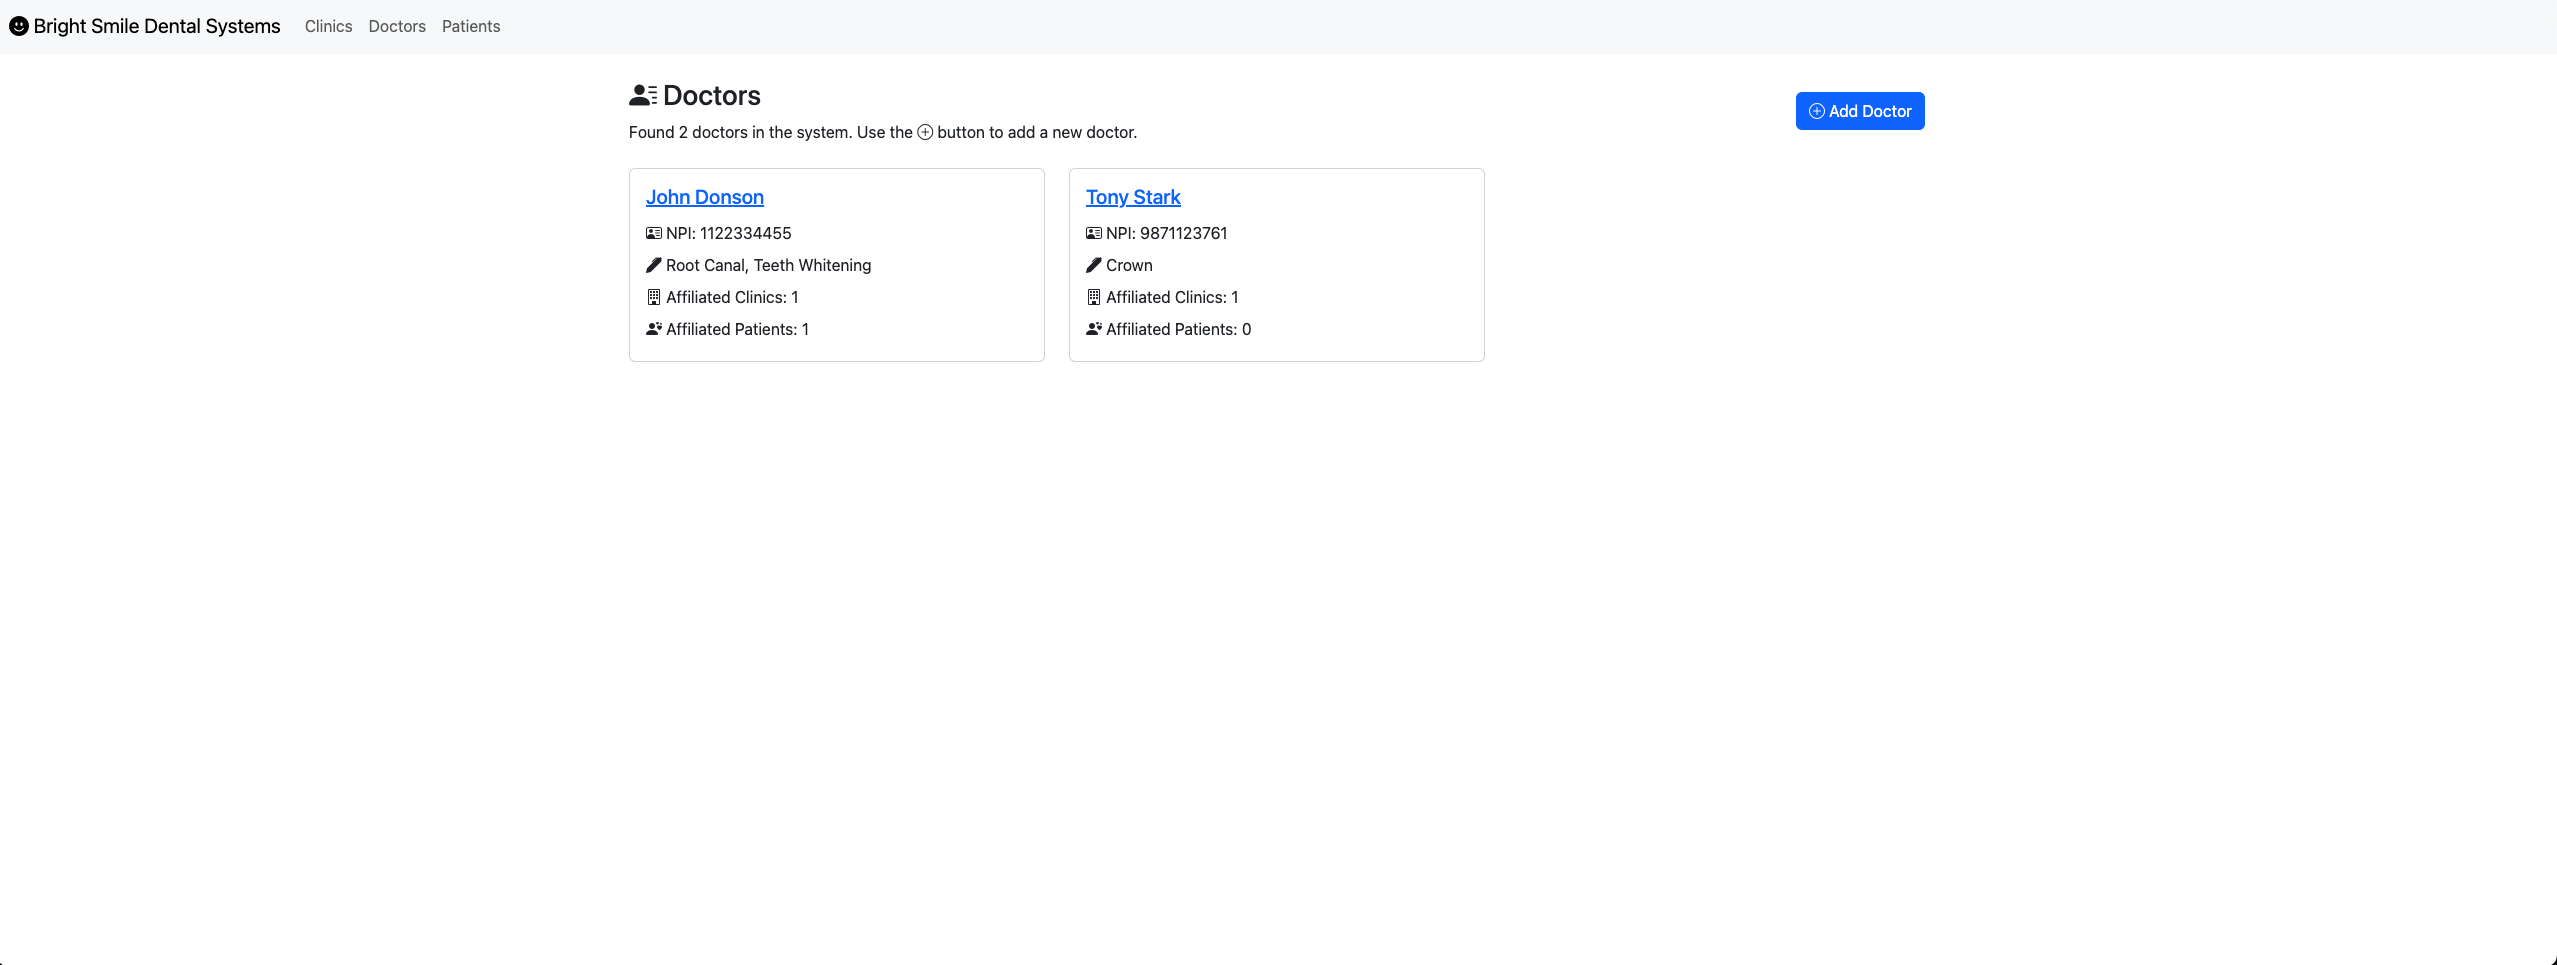 Bright Smile Dental Systems Clinics Doctors Patients
Doctors
Add Doctor
Found 2 doctors in the system. Use the button to add a new doctor.
John Donson
NPI: 1122334455
Root Canal, Teeth Whitening
Affiliated Clinics: 1
Affiliated Patients: 1
Tony Stark
NPI: 9871123761
Crown
Affiliated Clinics: 1
Affiliated Patients: 0